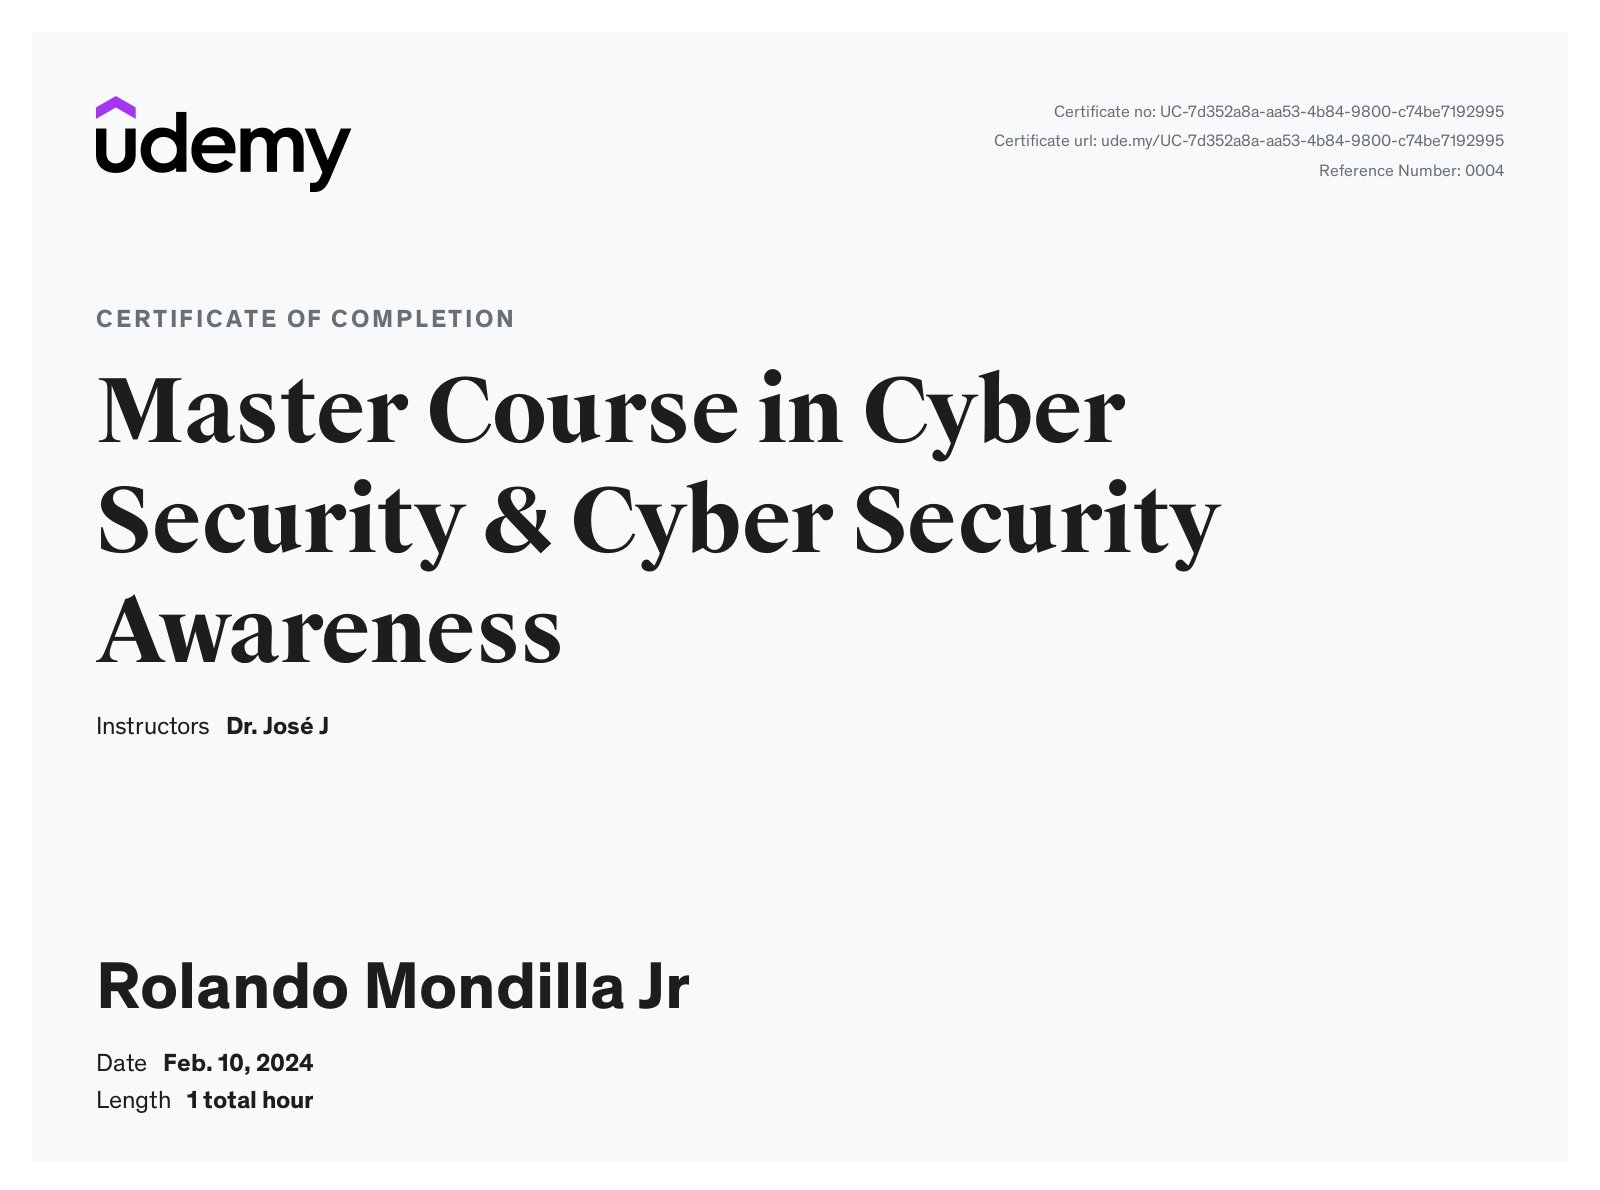 udemy
Certificate no: UC-7d352a8a-aa53-4b84-9800-c74be7192995
Certificate url: ude.my/UC-7d352a8a-aa53-4b84-9800-c74be7192995
Reference Number: 0004
CERTIFICATE OF COMPLETION
Master Course in Cyber
Security & Cyber Security
Awareness
Instructors Dr. José J
Rolando Mondilla Jr
Date Feb. 10, 2024
Length 1 total hour